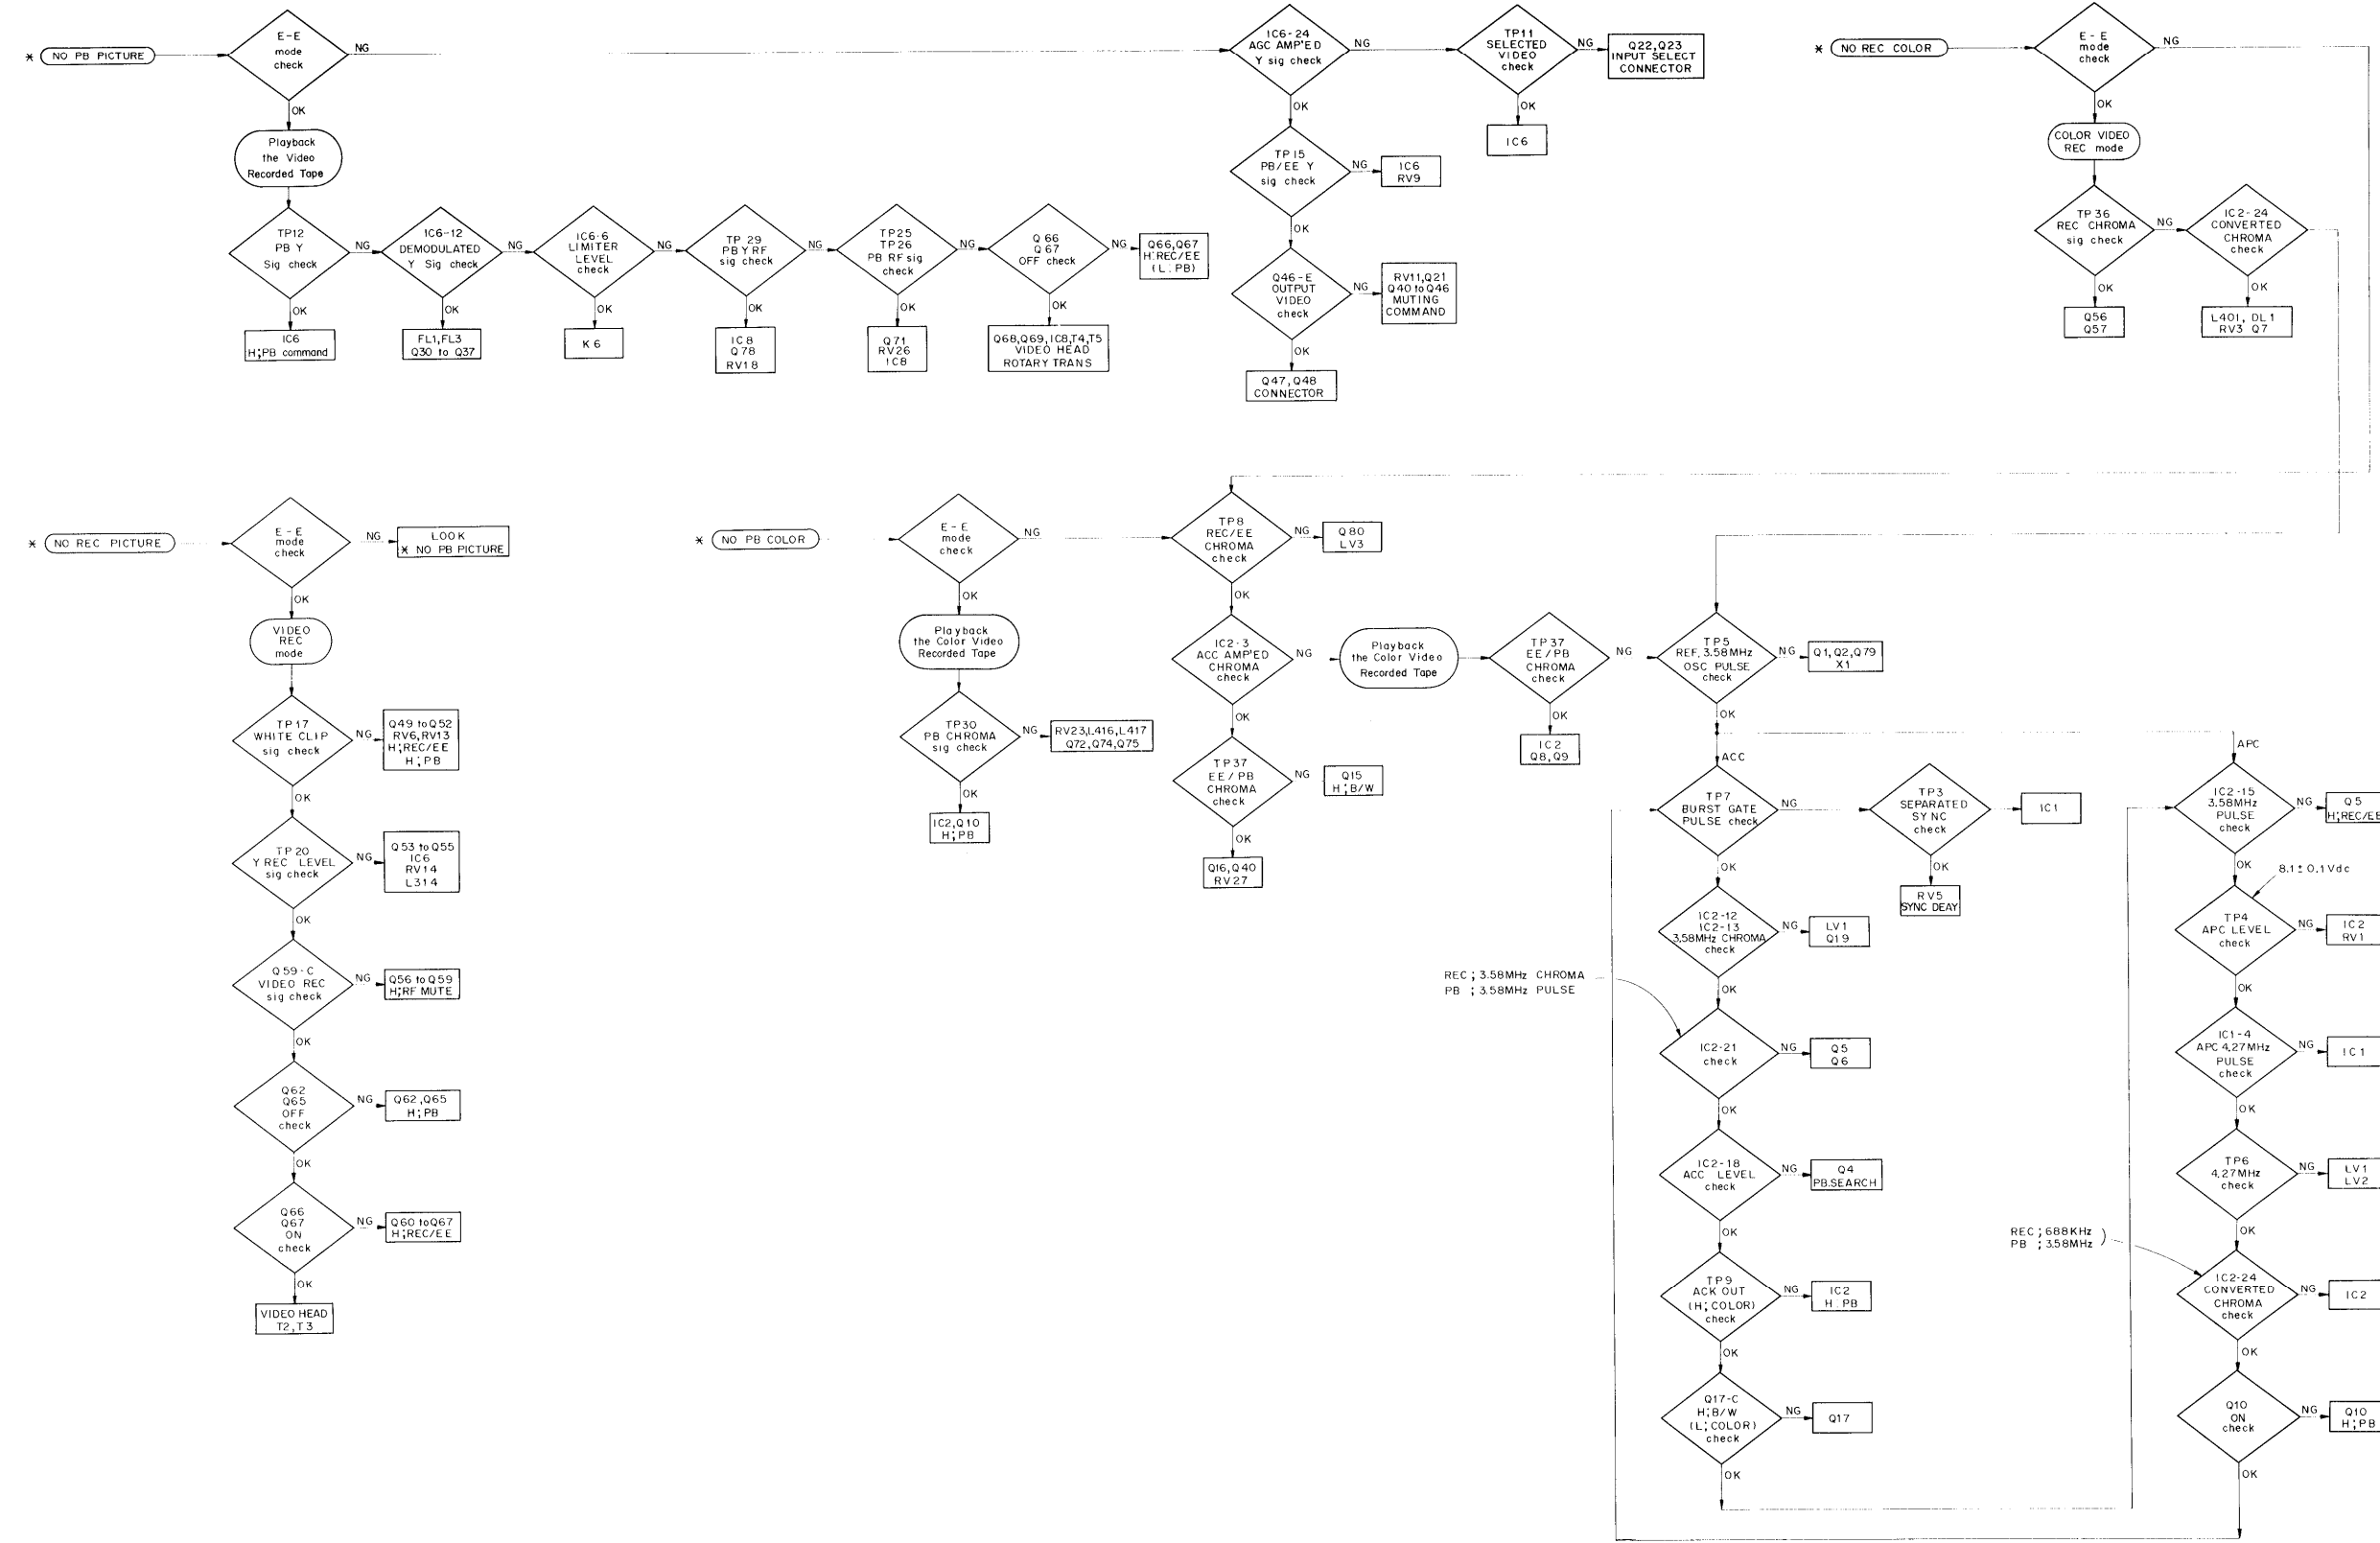 * NO PB PICTURE
E-E
mode
check
NG
OK
Playback
the Video
Recorded Tape
TP12
PB Y
Sig check
NG
OK
IC6
H;PB command
IC6-12
DEMODULATED
Y Sig check
NG
OK
FL1,FL3
Q30 to Q37
IC6-6
LIMITER
LEVEL
check
NG
OK
K6
TP 29
PB Y RF
sig check
NG
OK
IC8
Q78
RV18
TP25
TP26
PB RF sig
check
NG
OK
Q71
RV26
IC8
Q66
Q67
OFF check
NG
Q66,Q67
H;REC/EE
(L;PB)
OK
Q68,Q69,IC8,T4,T5
VIDEO HEAD
ROTARY TRANS
IC6-24
AGC AMP'ED
Y sig check
NG
OK
TP11
SELECTED
VIDEO
check
NG
Q22,Q23
INPUT SELECT
CONNECTOR
OK
IC6
TP15
PB/EE Y
sig check
NG
IC6
RV9
OK
Q46-E
OUTPUT
VIDEO
check
NG
RV11,Q21
Q40 to Q46
MUTING
COMMAND
OK
Q47,Q48
CONNECTOR
* NO REC COLOR
E-E
mode
check
NG
OK
COLOR VIDEO
REC mode
TP36
REC CHROMA
sig check
NG
OK
Q56
Q57
IC2-24
CONVERTED
CHROMA
check
OK
L401, DL1
RV3 Q7
* NO REC PICTURE
E-E
mode
check
NG
LOOK
* NO PB PICTURE
OK
VIDEO
REC
mode
TP17
WHITE CLIP
sig check
NG
Q49 to Q52
RV6,RV13
H;REC/EE
H;PB
OK
TP20
Y REC LEVEL
sig check
NG
Q53 to Q55
IC6
RV14
L314
OK
Q59-C
VIDEO REC
sig check
NG
Q56 to Q59
H;RF MUTE
OK
Q62
Q65
OFF
check
NG
Q62,Q65
H;PB
OK
Q66
Q67
ON
check
NG
Q60 to Q67
H;REC/EE
OK
VIDEO HEAD
T2,T3
* NO PB COLOR
E-E
mode
check
NG
OK
Playback
the Color Video
Recorded Tape
TP30
PB CHROMA
sig check
NG
RV23,L416,L417
Q72,Q74,Q75
OK
IC2,Q10
H;PB
TP8
REC/EE
CHROMA
check
NG
Q80
LV3
OK
IC2-3
ACC AMP'ED
CHROMA
check
NG
OK
TP37
EE/PB
CHROMA
check
NG
Q15
H;B/W
OK
Q16,Q40
RV27
Playback
the Color Video
Recorded Tape
TP37
EE/PB
CHROMA
check
NG
OK
IC2
Q8,Q9
TP5
REF, 3.58MHz
OSC PULSE
check
NG
Q1,Q2,Q79
X1
OK
ACC
APC
TP7
BURST GATE
PULSE check
NG
TP3
SEPARATED
SYNC
check
IC1
OK
RV5
SYNC DEAY
OK
IC2-12
IC2-13
3.58MHz CHROMA
check
NG
LV1
Q19
OK
REC ; 3.58MHz CHROMA
PB ; 3.58MHz PULSE
IC2-21
check
NG
Q5
Q6
OK
IC2-18
ACC LEVEL
check
NG
Q4
PB.SEARCH
OK
TP9
ACK OUT
(H;COLOR)
check
NG
IC2
H PB
OK
Q17-C
H;B/W
(L;COLOR)
check
NG
Q17
OK
IC2-15
3.58MHz
PULSE
check
NG
Q5
H;REC/EE
OK
8.1±0.1Vdc
TP4
APC LEVEL
check
NG
IC2
RV1
OK
IC1-4
APC 4.27MHz
PULSE
check
NG
IC1
OK
TP6
4.27MHz
check
NG
LV1
LV2
OK
REC ; 688KHz )
PB ; 3.58MHz
IC2-24
CONVERTED
CHROMA
check
NG
IC2
OK
Q10
ON
check
NG
Q10
H;PB
OK